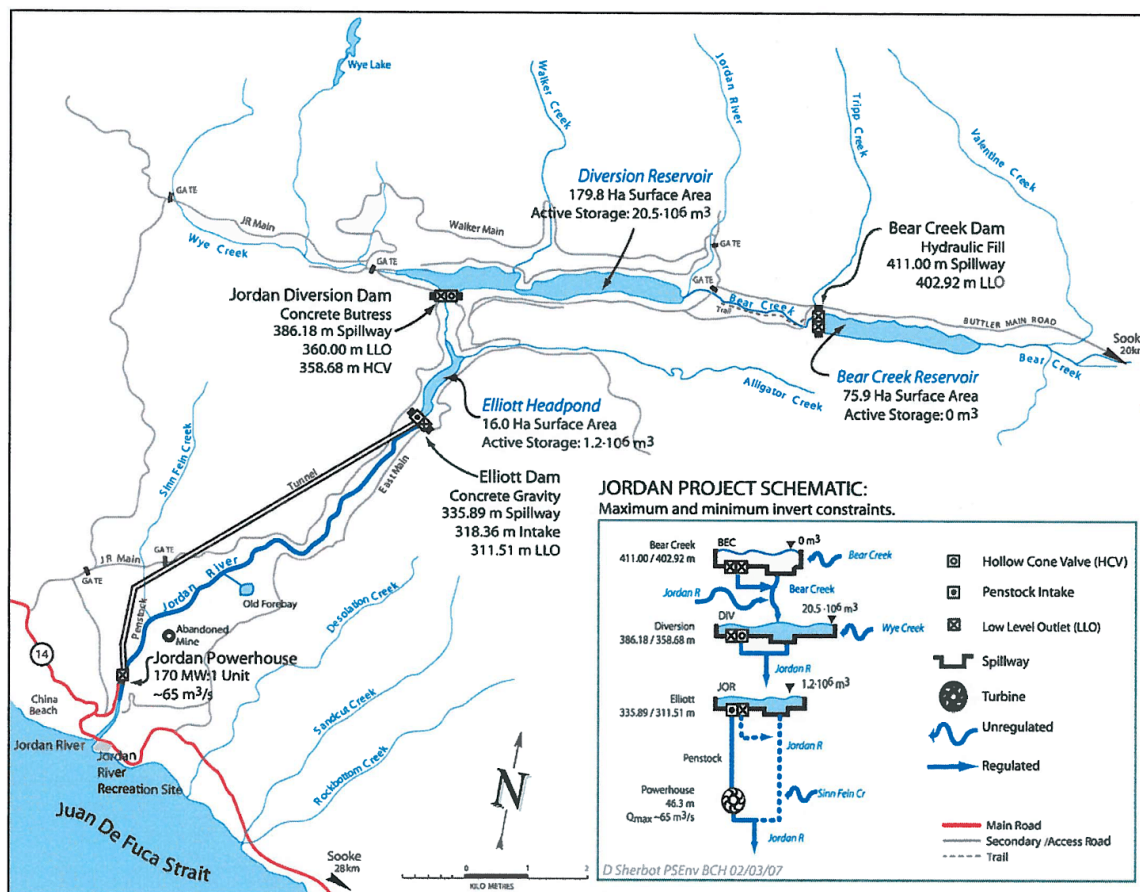 Wye Lake
Walker Creek
Jordan River
Tripp Creek
Valentine Creek
GATE
JR Main
Wye Creek
Walker Main
GATE
Diversion Reservoir
179.8 Ha Surface Area
Active Storage: 20.5·10⁶ m³
GATE
GATE
Bear Creek
Trail
Bear Creek Dam
Hydraulic Fill
411.00 m Spillway
402.92 m LLO
BUTTLER MAIN ROAD
Sooke
20km
Bear Creek
Jordan Diversion Dam
Concrete Butress
386.18 m Spillway
360.00 m LLO
358.68 m HCV
Alligator Creek
Bear Creek Reservoir
75.9 Ha Surface Area
Active Storage: 0 m³
Elliott Headpond
16.0 Ha Surface Area
Active Storage: 1.2·10⁶ m³
Sinn Fein Creek
Tunnel
East Main
Elliott Dam
Concrete Gravity
335.89 m Spillway
318.36 m Intake
311.51 m LLO
JR Main
GATE
GATE
Jordan River
Old Forebay
Penstock
Abandoned
Mine
Desolation Creek
14
Jordan Powerhouse
170 MW:1 Unit
~65 m³/s
China
Beach
Sandcut Creek
Jordan River
Jordan
River
Recreation Site
Rockbottom Creek
Juan De Fuca Strait
Sooke
28km
N
0 1 2
KILO METRES
JORDAN PROJECT SCHEMATIC:
Maximum and minimum invert constraints.
Bear Creek
411.00 / 402.92 m
BEC
0 m³
Bear Creek
Bear Creek
Jordan R
20.5·10⁶ m³
Diversion
386.18 / 358.68 m
DIV
Wye Creek
Jordan R
1.2·10⁶ m³
Elliott
335.89 / 311.51 m
JOR
Jordan R
Penstock
Powerhouse
46.3 m
Qmax ~65 m³/s
Sinn Fein Cr
Jordan R
D Sherbot PSEnv BCH 02/03/07
Hollow Cone Valve (HCV)
Penstock Intake
Low Level Outlet (LLO)
Spillway
Turbine
Unregulated
Regulated
Main Road
Secondary /Access Road
Trail